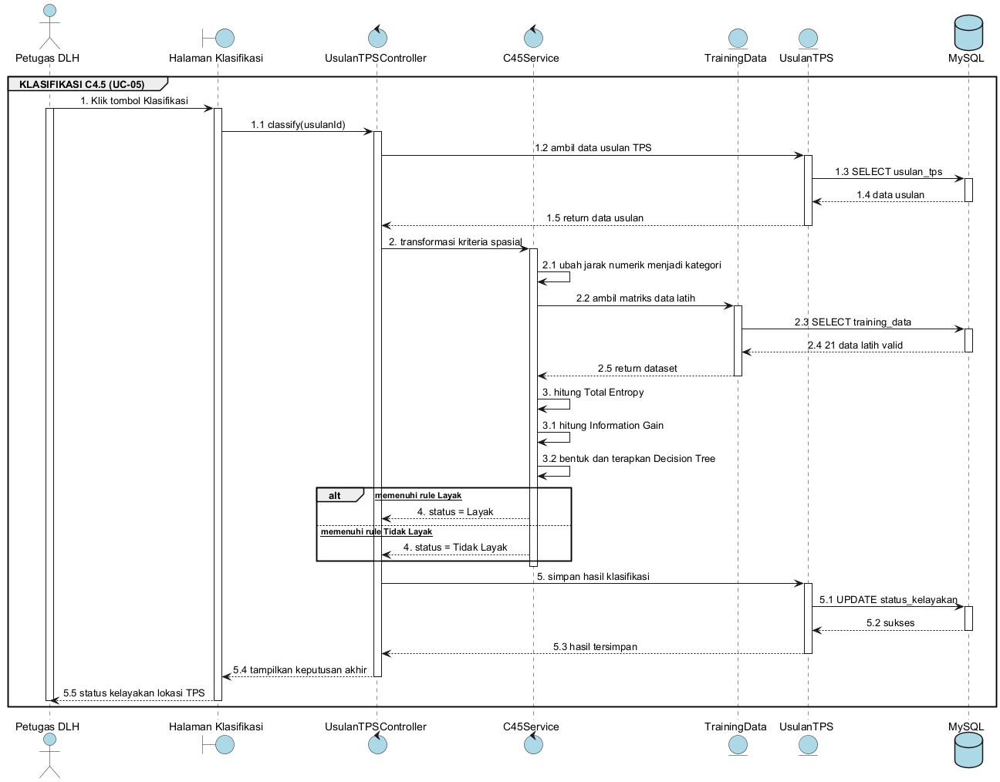 Petugas DLH
Halaman Klasifikasi
UsulanTPSController
C45Service
TrainingData
UsulanTPS
MySQL
KLASIFIKASI C4.5 (UC-05)
1. Klik tombol Klasifikasi
1.1 classify(usulanId)
1.2 ambil data usulan TPS
1.3 SELECT usulan_tps
1.4 data usulan
1.5 return data usulan
2. transformasi kriteria spasial
2.1 ubah jarak numerik menjadi kategori
2.2 ambil matriks data latih
2.3 SELECT training_data
2.4 21 data latih valid
2.5 return dataset
3. hitung Total Entropy
3.1 hitung Information Gain
3.2 bentuk dan terapkan Decision Tree
alt
memenuhi rule Layak
4. status = Layak
memenuhi rule Tidak Layak
4. status = Tidak Layak
5. simpan hasil klasifikasi
5.1 UPDATE status_kelayakan
5.2 sukses
5.3 hasil tersimpan
5.4 tampilkan keputusan akhir
5.5 status kelayakan lokasi TPS
Petugas DLH
Halaman Klasifikasi
UsulanTPSController
C45Service
TrainingData
UsulanTPS
MySQL